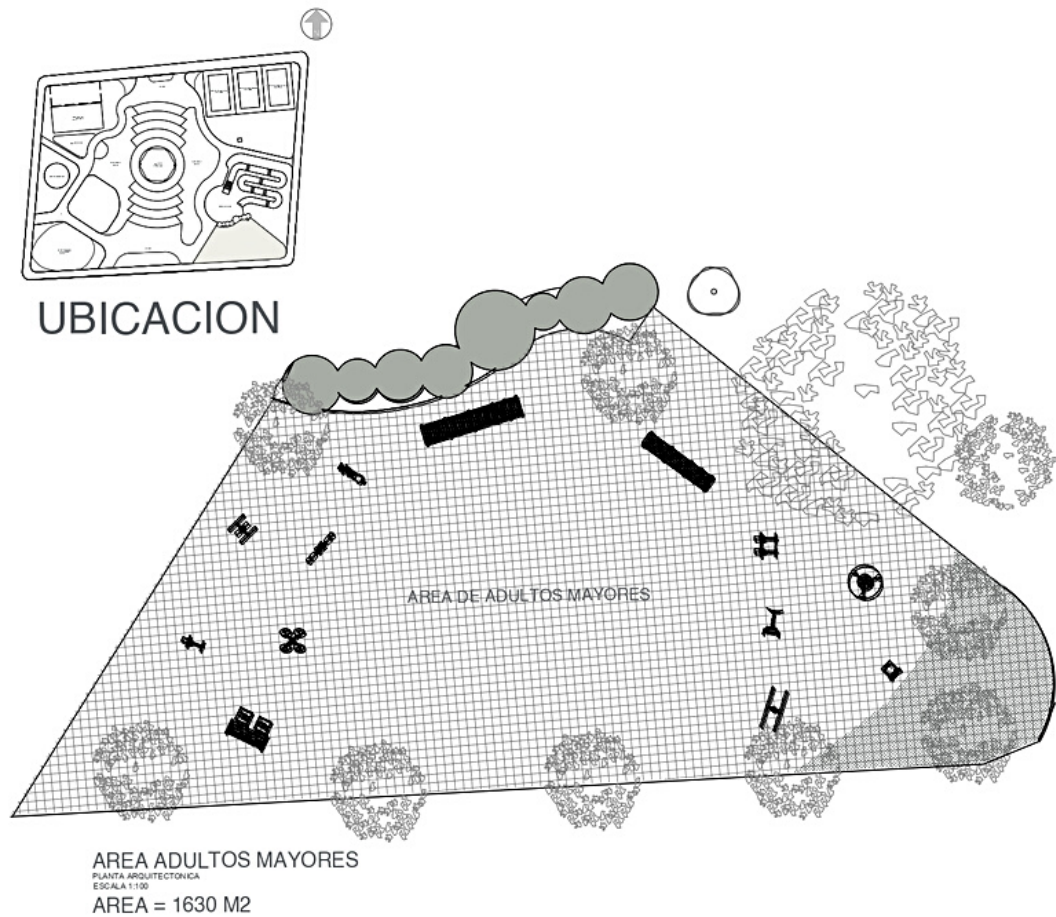 UBICACION
AREA DE ADULTOS MAYORES
AREA ADULTOS MAYORES
PLANTA ARQUITECTONICA
ESCALA 1:100
AREA = 1630 M2